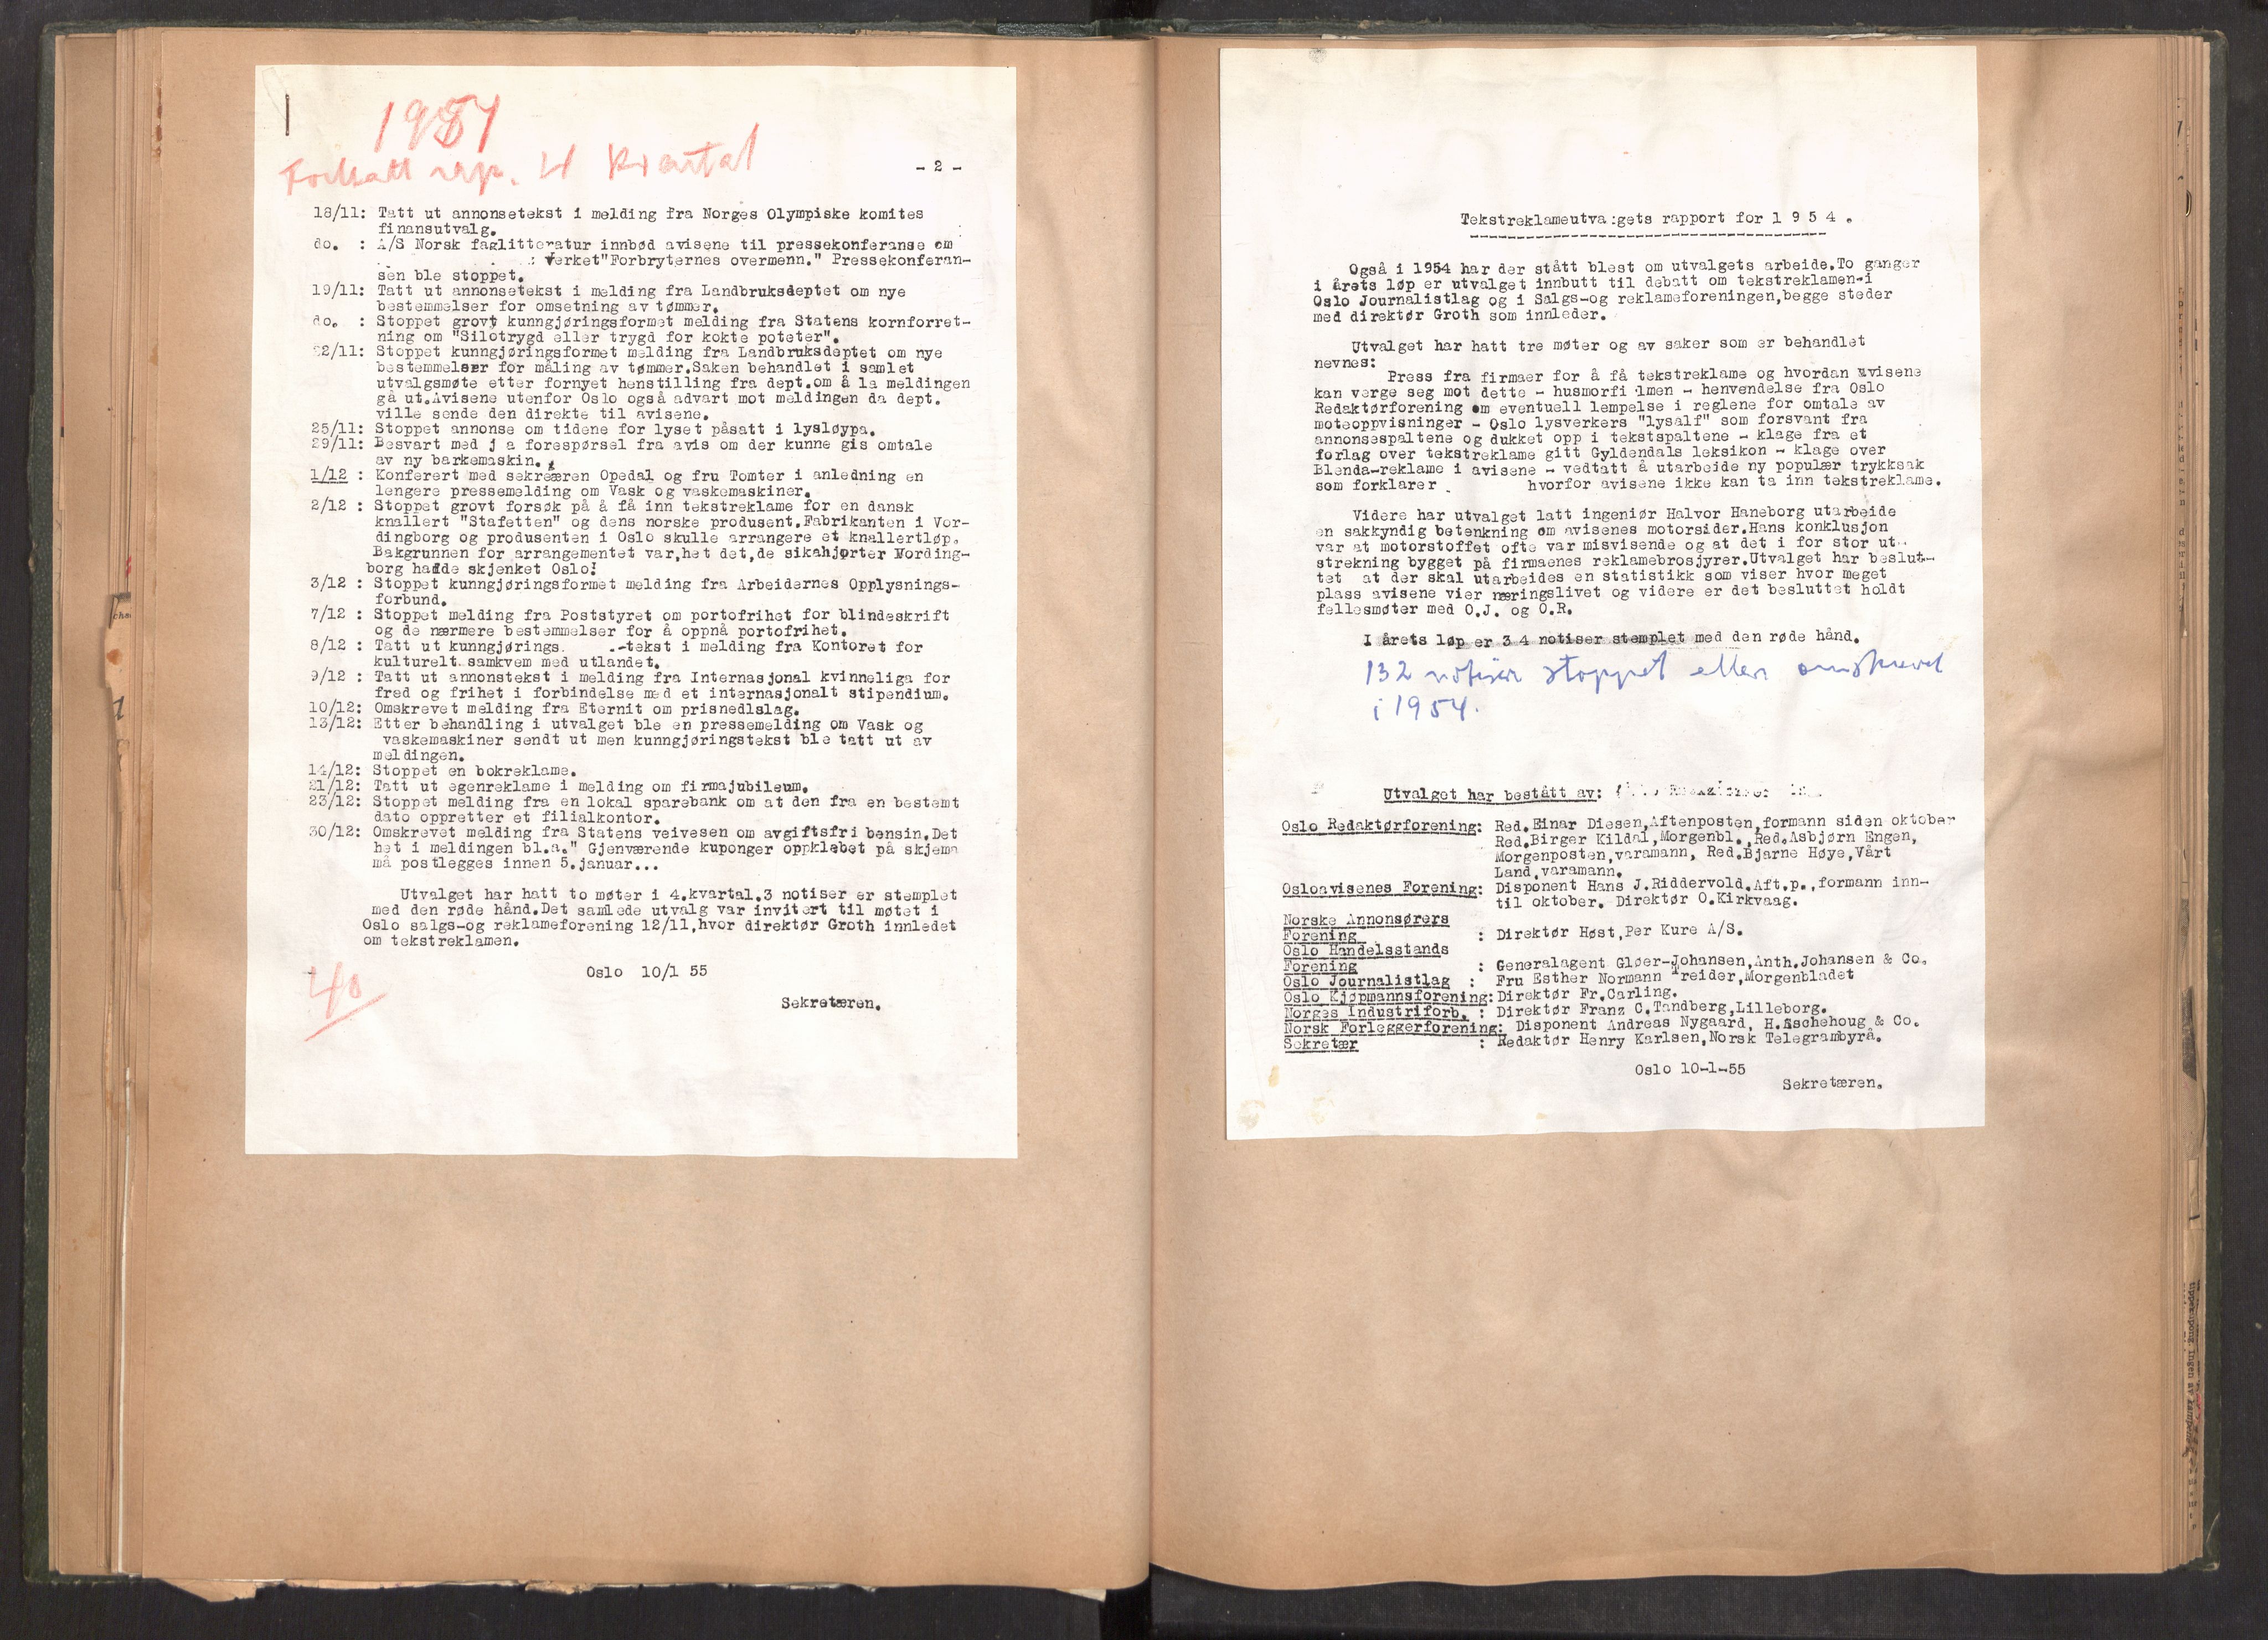 1954
Fortsatt rap. 4 kvartal
- 2 -
18/11: Tatt ut annonsetekst i melding fra Norges Olympiske komites
finansutvalg.
do. : A/S Norsk faglitteratur innbød avisene til pressekonferanse om
verket"Forbryternes overmenn." Pressekonferan-
sen ble stoppet.
19/11: Tatt ut annonsetekst i melding fra Landbruksdeptet om nye
bestemmelser for omsetning av tømmer.
do. : Stoppet grovt kunngjøringsformet melding fra Statens kornforret-
ning om "Silotrygd eller trygd for kokte poteter".
22/11: Stoppet kunngjøringsformet melding fra Landbruksdeptet om nye
bestemmelser for måling av tømmer.Saken behandlet i samlet
utvalgsmøte etter fornyet henstilling fra dept.om å la meldingen
gå ut.Avisene utenfor Oslo også advart mot meldingen da dept.
ville sende den direkte til avisene.
25/11: Stoppet annonse om tidene for lyset påsatt i lysløypa.
29/11: Besvart med j a forespørsel fra avis om der kunne gis omtale
av ny barkemaskin.
1/12 : Konferert med sekreæren Opedal og fru Tomter i anledning en
lengere pressemelding om Vask og vaskemaskiner.
2/12 : Stoppet grovt forsøk på å få inn tekstreklame for en dansk
knallert "Stafetten" og dens norske produsent.Fabrikanten i Vor-
dingborg og produsenten i Oslo skulle arrangere et knallertløp.
Bakgrunnen for arrangementet var,het det,de sikahjorter Vording-
borg hadde skjenket Oslo!
3/12 : Stoppet kunngjøringsformet melding fra Arbeidernes Opplysnings-
forbund.
7/12 : Stoppet melding fra Poststyret om portofrihet for blindeskrift
og de nærmere bestemmelser for å oppnå portofrihet.
8/12 : Tatt ut kunngjørings. .-tekst i melding fra Kontoret for
kulturelt samkvem med utlandet.
9/12 : Tatt ut annonstekst i melding fra Internasjonal kvinneliga for
fred og frihet i forbindelse med et internasjonalt stipendium.
10/12: Omskrevet melding fra Eternit om prisnedlslag.
13/12: Etter behandling i utvalget ble en pressemelding om Vask og
vaskemaskiner sendt ut men kunngjøringstekst ble tatt ut av
meldingen.
14/12: Stoppet en bokreklame.
21/12: Tatt ut egenreklame i melding om firmajubileum.
23/12: Stoppet melding fra en lokal sparebank om at den fra en bestemt
dato oppretter et filialkontor.
30/12: Omskrevet melding fra Statens veivesen om avgiftsfri bensin.Det
het i meldingen bl.a." Gjenværende kuponger oppklebet på skjema
må postlegges innen 5.januar...
Utvalget har hatt to møter i 4.kvartal.3 notiser er stemplet
med den røde hånd.Det samlede utvalg var invitert til møtet i
Oslo salgs-og reklameforening 12/11,hvor direktør Groth innledet
om tekstreklamen.
Oslo 10/1 55
40
Sekretæren.
Tekstreklameutva:gets rapport for 1 9 5 4 .
Også i 1954 har der stått blest om utvalgets arbeide.To ganger
i årets løp er utvalget innbutt til debatt om tekstreklamen-i
Oslo Journalistlag og i Salgs-og reklameforeningen,begge steder
med direktør Groth som innleder.
Utvalget har hatt tre møter og av saker som er behandlet
nevnes:
Press fra firmaer for å få tekstreklame og hvordan avisene
kan verge seg mot dette - husmorfilmen - henvendelse fra Oslo
Redaktørforening om eventuell lempelse i reglene for omtale av
moteoppvisninger - Oslo lysverkers "lysalf" som forsvant fra
annonsespaltene og dukket opp i tekstspaltene - klage fra et
forlag over tekstreklame gitt Gyldendals leksikon - klage over
Blenda-reklame i avisene - vedtatt å utarbeide ny populær trykksak
som forklarer hvorfor avisene ikke kan ta inn tekstreklame.
Videre har utvalget latt ingeniør Halvor Haneborg utarbeide
en sakkyndig betenkning om avisenes motorsider.Hans konklusjon
var at motorstoffet ofte var misvisende og at det i for stor ut-
strekning bygget på firmaenes reklamebrosjyrer.Utvalget har beslut-
tet at der skal utarbeides en statistikk som viser hvor meget
plass avisene vier næringslivet og videre er det besluttet holdt
fellesmøter med O.J. og O.R.
I årets løp er 34 notiser stemplet med den røde hånd.
132 notiser stoppet eller omskrevet
i 1954.
Utvalget har bestått av:
Oslo Redaktørforening: Red.Einar Diesen,Aftenposten,formann siden oktober
Red.Birger Kildal,Morgenbl.,Red.Asbjørn Engen,
Morgenposten,varamann, Red.Bjarne Høye,Vårt
Land,varamann.
Osloavisenes Forening: Disponent Hans J.Riddervold.Aft.p.,formann inn-
til oktober. Direktør O.Kirkvaag.
Norske Annonsørers
Forening : Direktør Høst,Per Kure A/S.
Oslo Handelsstands
Forening : Generalagent Gløer-Johansen,Anth.Johansen & Co.
Oslo Journalistlag : Fru Esther Normann Treider,Morgenbladet
Oslo Kjøpmannsforening: Direktør Fr.Carling.
Norges Industriforb. : Direktør Franz C.Tandberg,Lilleborg.
Norsk Forleggerforening: Disponent Andreas Nygaard, H.Aschehoug & Co.
Sekretær : Redaktør Henry Karlsen,Norsk Telegrambyrå.
Oslo 10-1-55
Sekretæren.